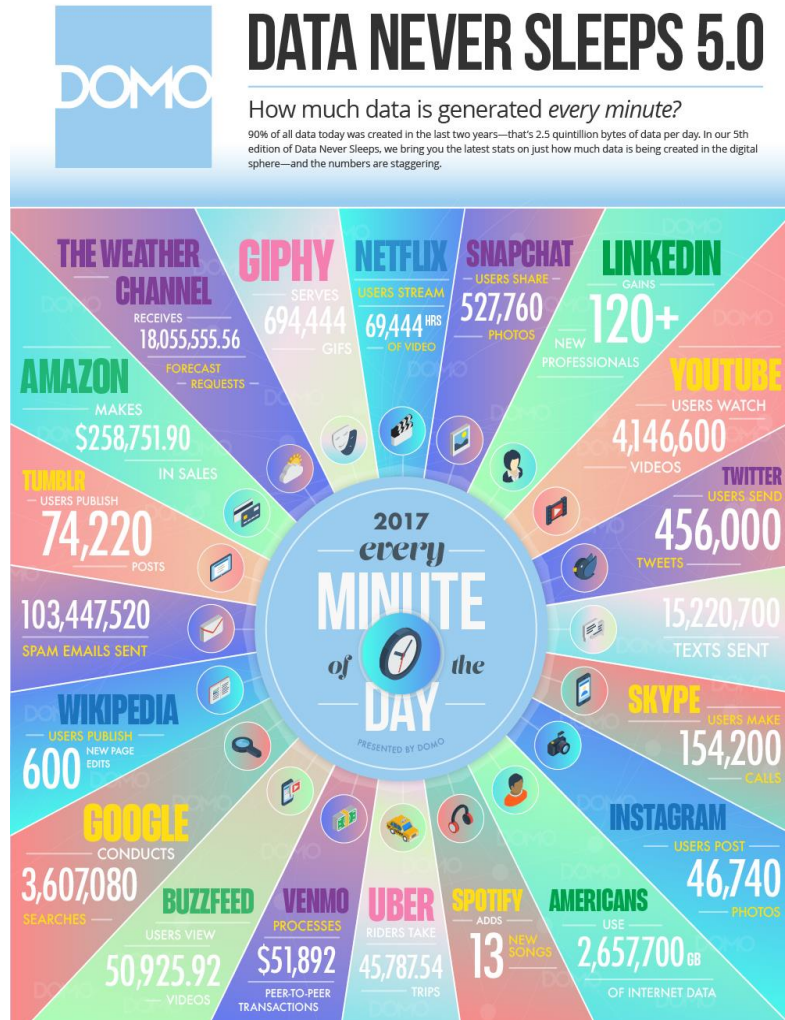 DOMO
DATA NEVER SLEEPS 5.0
How much data is generated every minute?
90% of all data today was created in the last two years—that's 2.5 quintillion bytes of data per day. In our 5th
edition of Data Never Sleeps, we bring you the latest stats on just how much data is being created in the digital
sphere—and the numbers are staggering.
THE WEATHER
CHANNEL
RECEIVES
18,055,555.56
FORECAST
REQUESTS
GIPHY
SERVES
694,444
GIFS
NETFLIX
USERS STREAM
69,444 HRS
OF VIDEO
SNAPCHAT
USERS SHARE
527,760
PHOTOS
LINKEDIN
GAINS
120+
NEW
PROFESSIONALS
YOUTUBE
USERS WATCH
4,146,600
VIDEOS
TWITTER
USERS SEND
456,000
TWEETS
15,220,700
TEXTS SENT
SKYPE
USERS MAKE
154,200
CALLS
INSTAGRAM
USERS POST
46,740
PHOTOS
AMERICANS
USE
2,657,700 GB
OF INTERNET DATA
SPOTIFY
ADDS
13 NEW
SONGS
UBER
RIDERS TAKE
45,787.54
TRIPS
VENMO
PROCESSES
$51,892
PEER-TO-PEER
TRANSACTIONS
BUZZFEED
USERS VIEW
50,925.92
VIDEOS
GOOGLE
CONDUCTS
3,607,080
SEARCHES
WIKIPEDIA
USERS PUBLISH
600 NEW PAGE
EDITS
103,447,520
SPAM EMAILS SENT
TUMBLR
USERS PUBLISH
74,220
POSTS
AMAZON
MAKES
$258,751.90
IN SALES
2017
every
MINUTE
of the
DAY
PRESENTED BY DOMO